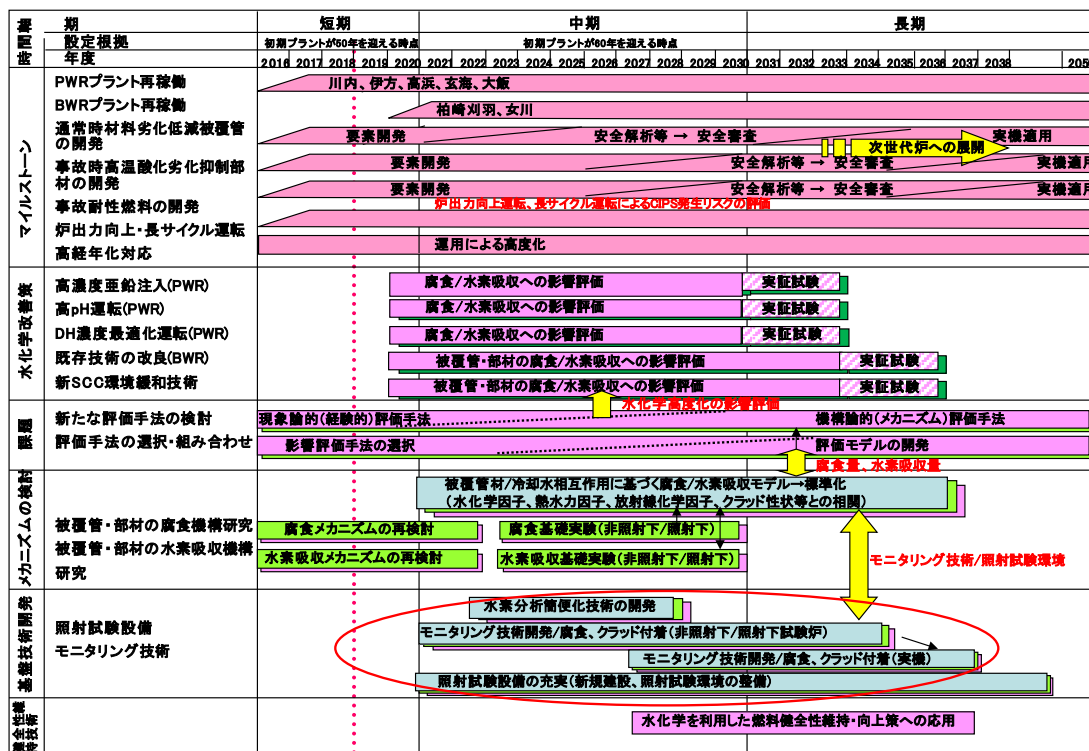 時間軸
期
短期
中期
長期
設定根拠
初期プラントが50年を迎える時点
初期プラントが60年を迎える時点
年度
2016 2017 2018 2019 2020 2021 2022 2023 2024 2025 2026 2027 2028 2029 2030 2031 2032 2033 2034 2035 2036 2037 2038 2050
マイルストーン
PWRプラント再稼働
川内、伊方、高浜、玄海、大飯
BWRプラント再稼働
柏崎刈羽、女川
通常時材料劣化低減被覆管の開発
要素開発
安全解析等 → 安全審査
実機適用
次世代炉への展開
事故時高温酸化劣化抑制部材の開発
要素開発
安全解析等 → 安全審査
実機適用
事故耐性燃料の開発
要素開発
安全解析等 → 安全審査
実機適用
炉出力向上運転、長サイクル運転によるCIPS発生リスクの評価
炉出力向上・長サイクル運転
高経年化対応
運用による高度化
水化学改善策
高濃度亜鉛注入(PWR)
腐食/水素吸収への影響評価
実証試験
高pH運転(PWR)
腐食/水素吸収への影響評価
実証試験
DH濃度最適化運転(PWR)
腐食/水素吸収への影響評価
実証試験
既存技術の改良(BWR)
被覆管・部材の腐食/水素吸収への影響評価
実証試験
新SCC環境緩和技術
被覆管・部材の腐食/水素吸収への影響評価
実証試験
水化学高度化の影響評価
課題
新たな評価手法の検討
現象論的(経験的)評価手法
機構論的(メカニズム)評価手法
評価手法の選択・組み合わせ
影響評価手法の選択
評価モデルの開発
腐食量、水素吸収量
メカニズムの検討
被覆管材/冷却水相互作用に基づく腐食/水素吸収モデル→標準化
(水化学因子、熱水力因子、放射線化学因子、クラッド性状等との相関)
被覆管・部材の腐食機構研究
腐食メカニズムの再検討
腐食基礎実験(非照射下/照射下)
被覆管・部材の水素吸収機構
研究
水素吸収メカニズムの再検討
水素吸収基礎実験(非照射下/照射下)
モニタリング技術/照射試験環境
基盤技術開発
水素分析簡便化技術の開発
照射試験設備
モニタリング技術開発/腐食、クラッド付着(非照射下/照射下試験炉)
モニタリング技術
モニタリング技術開発/腐食、クラッド付着(実機)
照射試験設備の充実(新規建設、照射試験環境の整備)
健全性維持技術
水化学を利用した燃料健全性維持・向上策への応用